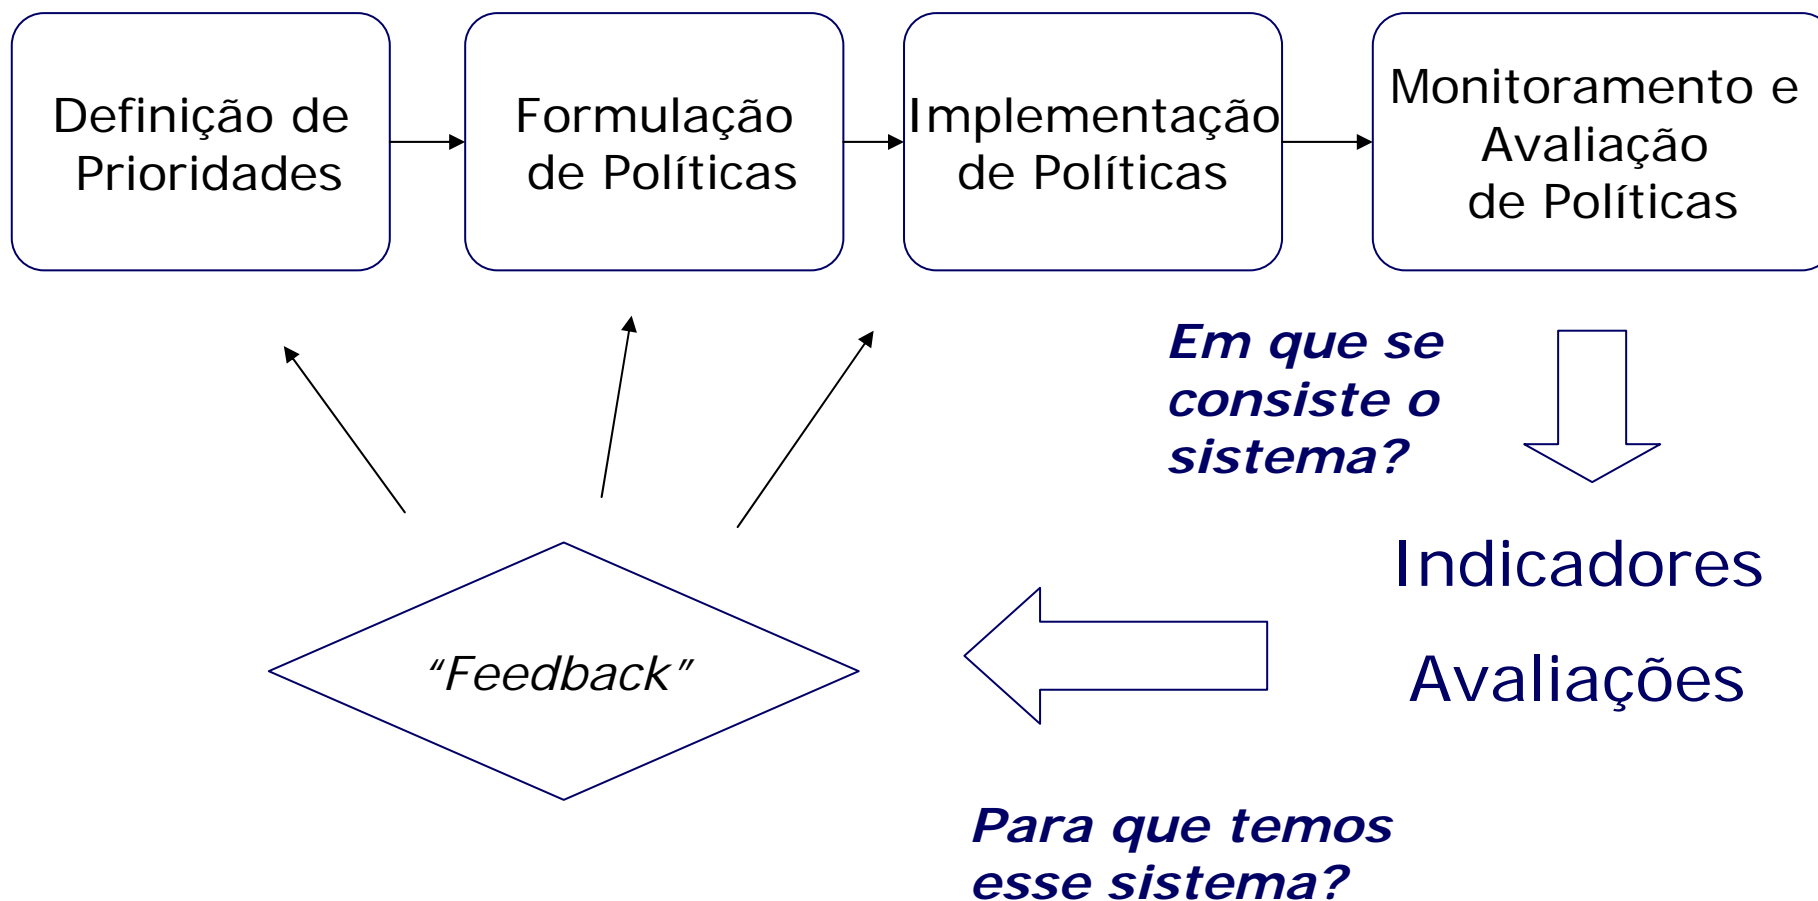 Definição de
Prioridades
Formulação
de Políticas
Implementação
de Políticas
Monitoramento e
Avaliação
de Políticas
Em que se
consiste o
sistema?
Indicadores
Avaliações
“Feedback”
Para que temos
esse sistema?